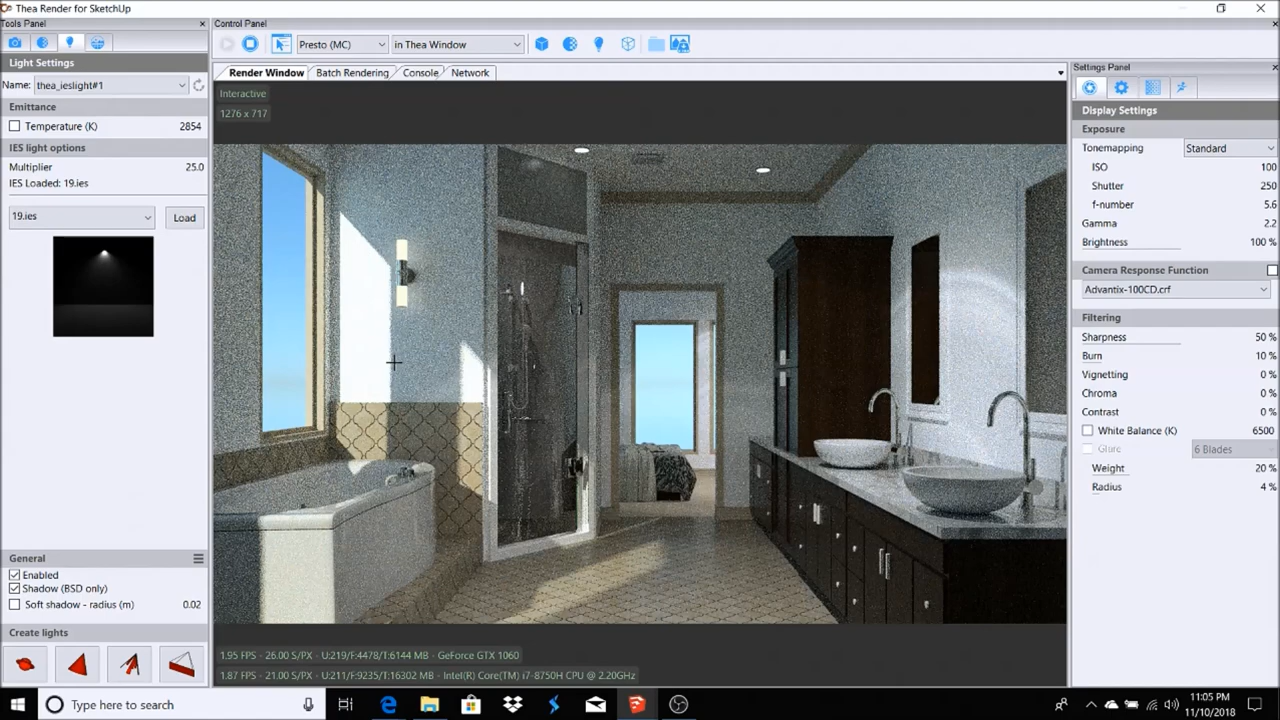 Thea Render for SketchUp
Tools Panel
Light Settings
Name: thea_ieslight#1
Emittance
Temperature (K) 2854
IES light options
Multiplier 25.0
IES Loaded: 19.ies
19.ies Load
General
Enabled
Shadow (BSD only)
Soft shadow - radius (m) 0.02
Create lights
Control Panel
Presto (MC) in Thea Window
Render Window Batch Rendering Console Network
Interactive
1276 x 717
1.95 FPS - 26.00 S/PX - U:219/F:4478/T:6144 MB - GeForce GTX 1060
1.87 FPS - 21.00 S/PX - U:211/F:9235/T:16302 MB - Intel(R) Core(TM) i7-8750H CPU @ 2.20GHz
Settings Panel
Display Settings
Exposure
Tonemapping Standard
ISO 100
Shutter 250
f-number 5.6
Gamma 2.2
Brightness 100 %
Camera Response Function
Advantix-100CD.crf
Filtering
Sharpness 50 %
Burn 10 %
Vignetting 0 %
Chroma 0 %
Contrast 0 %
White Balance (K) 6500
Glare 6 Blades
Weight 20 %
Radius 4 %
Type here to search
11:05 PM
11/10/2018